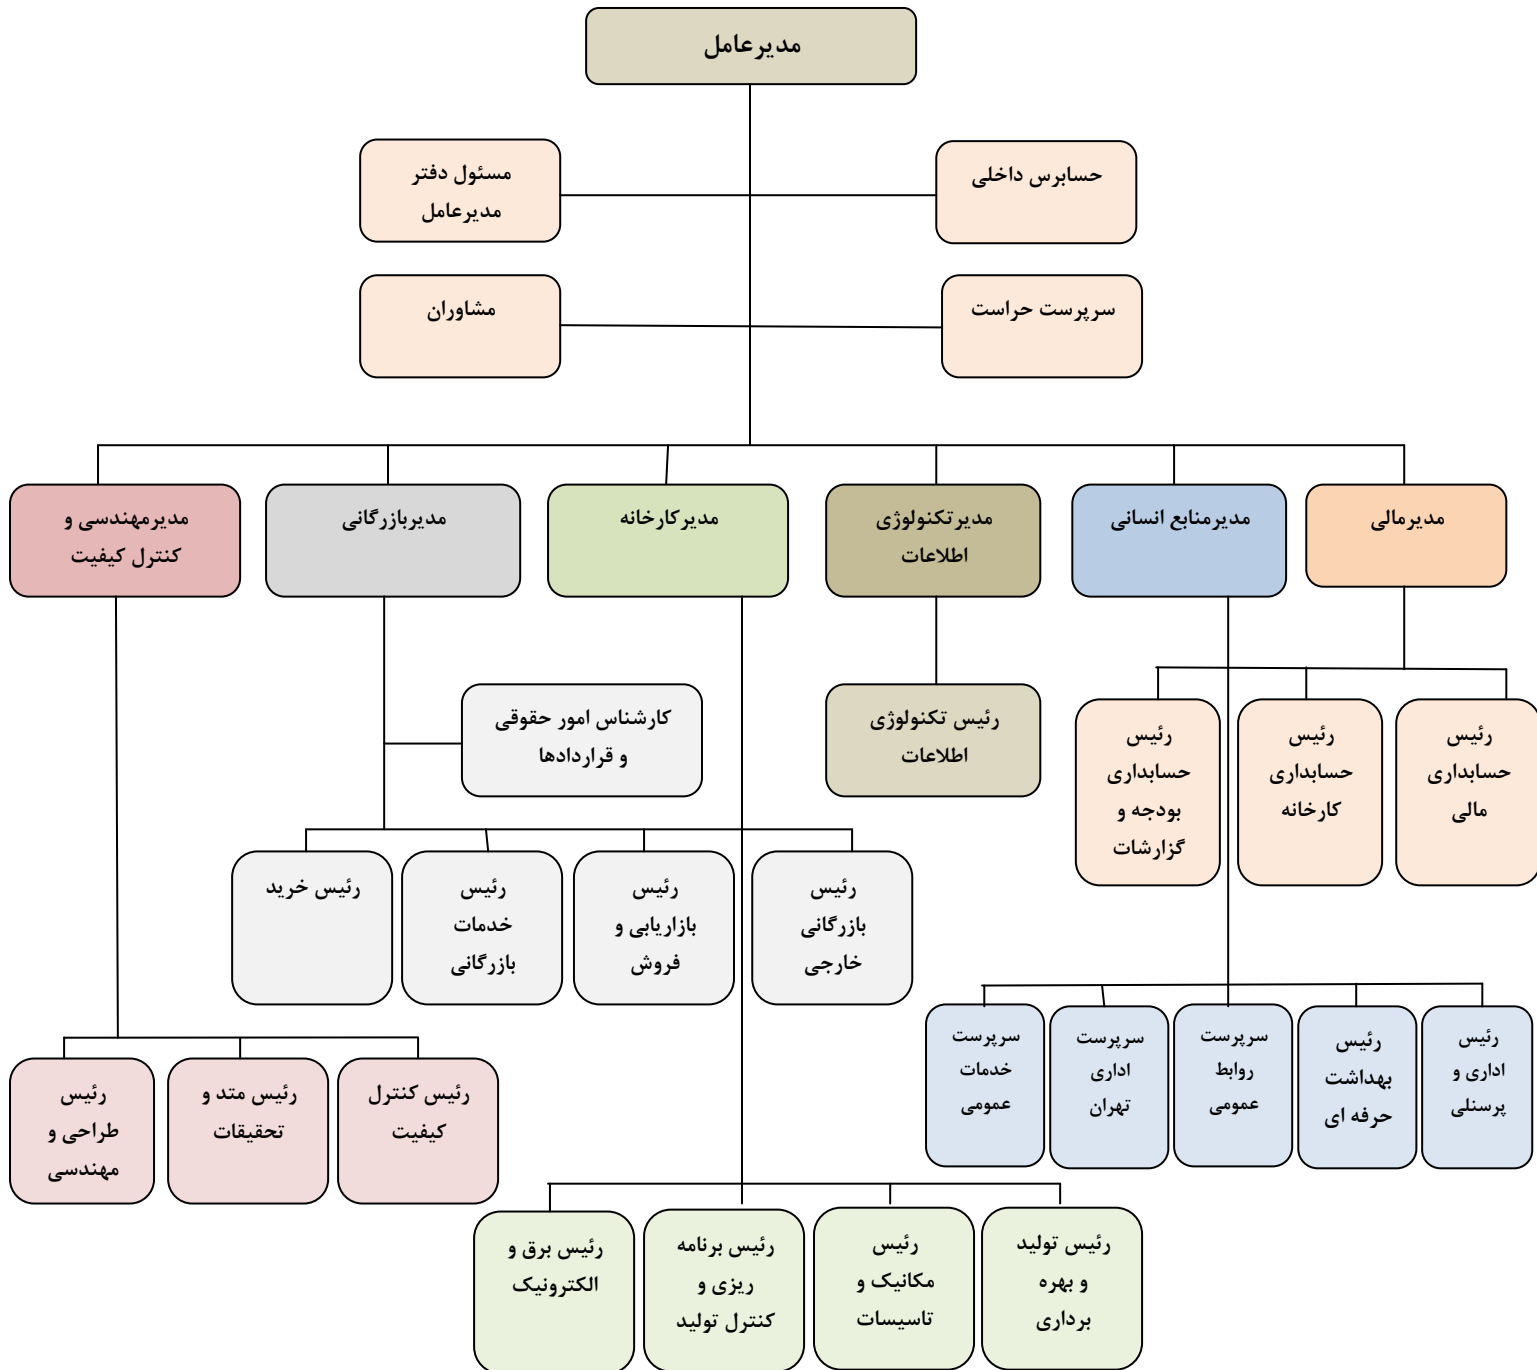 مدیرعامل
حسابرس داخلی
مسئول دفتر
مدیرعامل
سرپرست حراست
مشاوران
مدیرمالی
مدیرمنابع انسانی
مدیرتکنولوژی
اطلاعات
مدیرکارخانه
مدیربازرگانی
مدیرمهندسی و
کنترل کیفیت
رئیس
حسابداری
مالی
رئیس
حسابداری
کارخانه
رئیس
حسابداری
بودجه و
گزارشات
رئیس تکنولوژی
اطلاعات
کارشناس امور حقوقی
و قراردادها
رئیس
بازرگانی
خارجی
رئیس
بازاریابی و
فروش
رئیس
خدمات
بازرگانی
رئیس خرید
رئیس
اداری و
پرسنلی
رئیس
بهداشت
حرفه ای
سرپرست
روابط
عمومی
سرپرست
اداری
تهران
سرپرست
خدمات
عمومی
رئیس کنترل
کیفیت
رئیس متد و
تحقیقات
رئیس
طراحی و
مهندسی
رئیس تولید
و بهره
برداری
رئیس
مکانیک و
تاسیسات
رئیس برنامه
ریزی و
کنترل تولید
رئیس برق و
الکترونیک